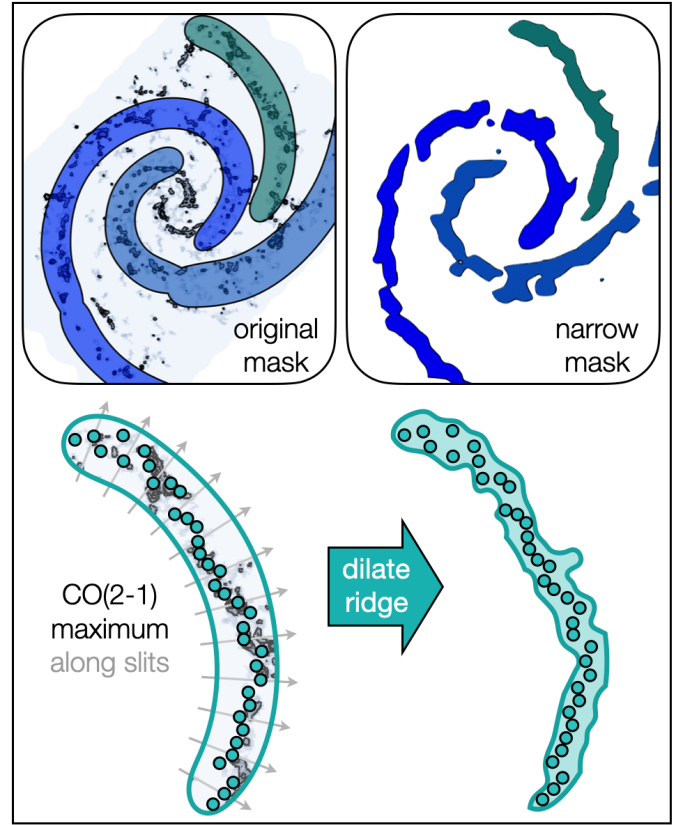 original
mask
narrow
mask
CO(2-1)
maximum
along slits
dilate
ridge